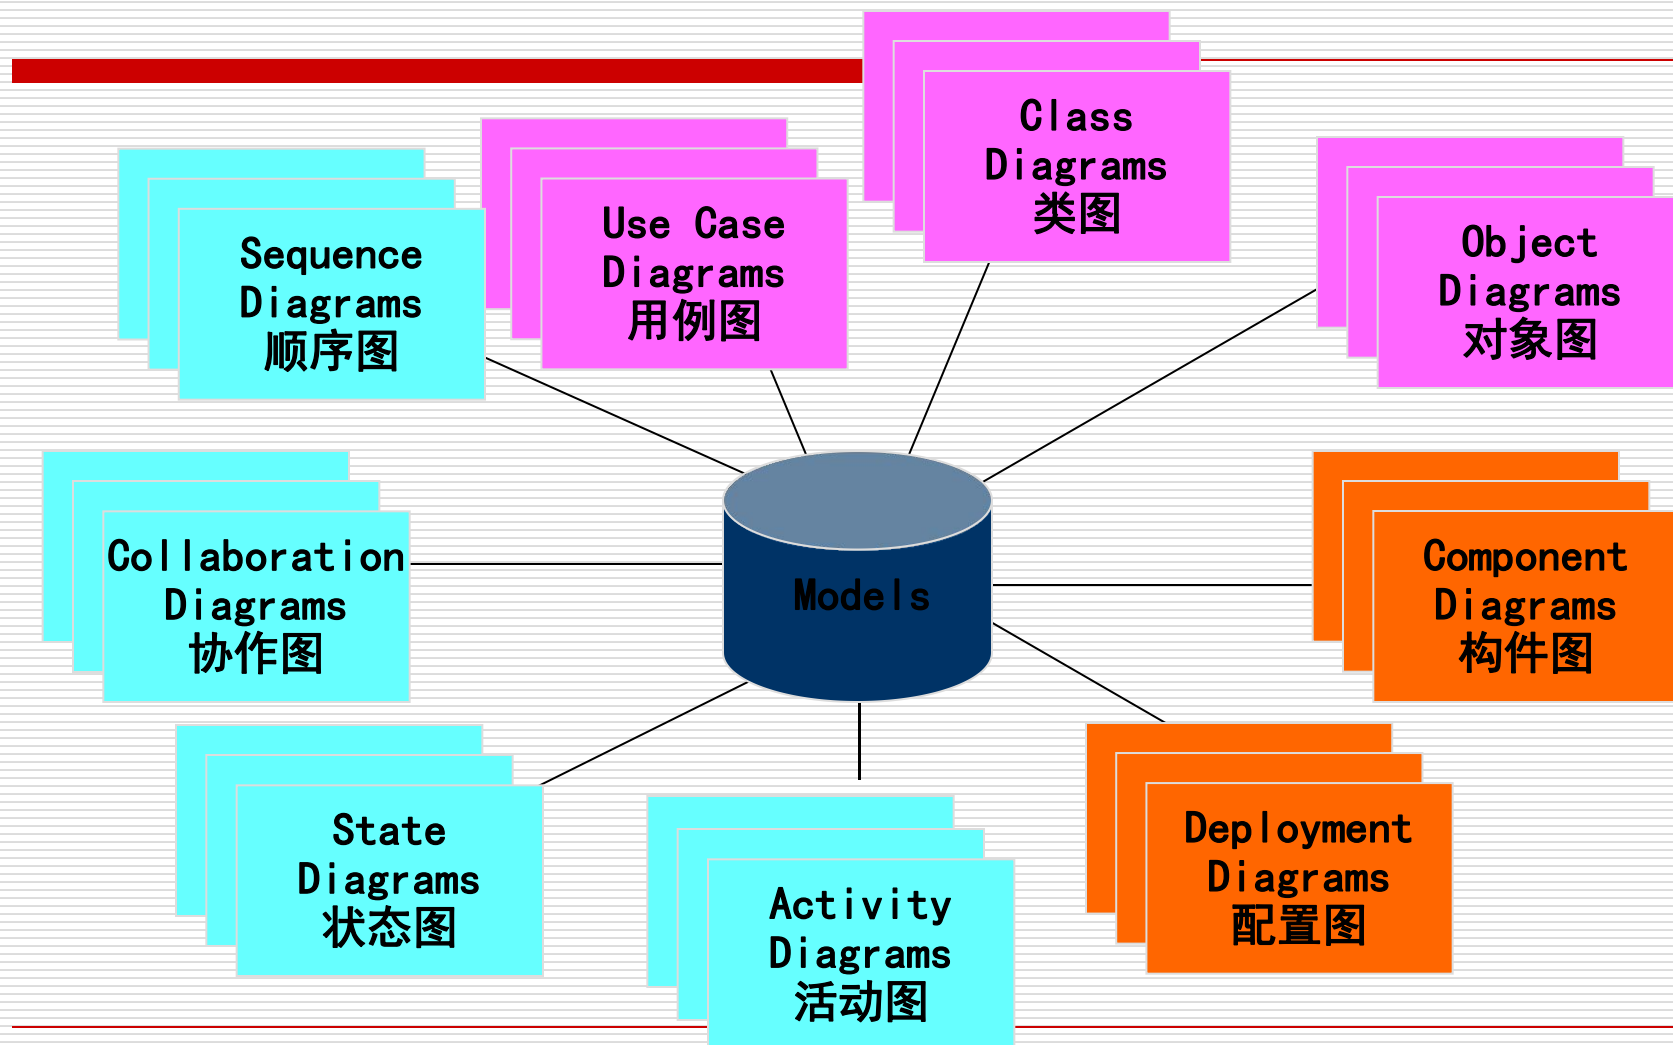 Class
Diagrams
类图
Use Case
Diagrams
用例图
Sequence
Diagrams
顺序图
Object
Diagrams
对象图
Collaboration
Diagrams
协作图
Models
Component
Diagrams
构件图
State
Diagrams
状态图
Activity
Diagrams
活动图
Deployment
Diagrams
配置图